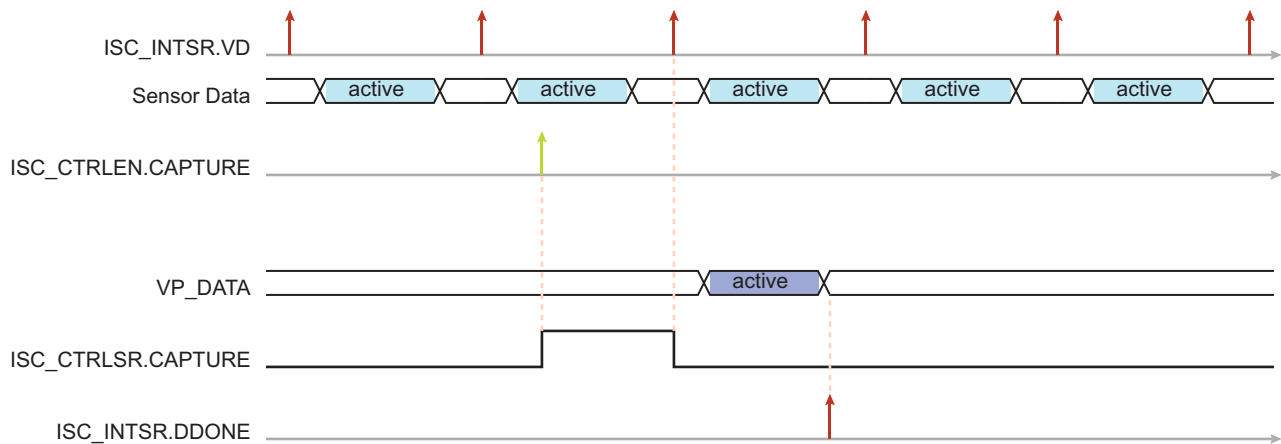 ISC_INTSR.VD
Sensor Data
active
active
active
active
active
ISC_CTRLEN.CAPTURE
VP_DATA
active
ISC_CTRLSR.CAPTURE
ISC_INTSR.DDONE